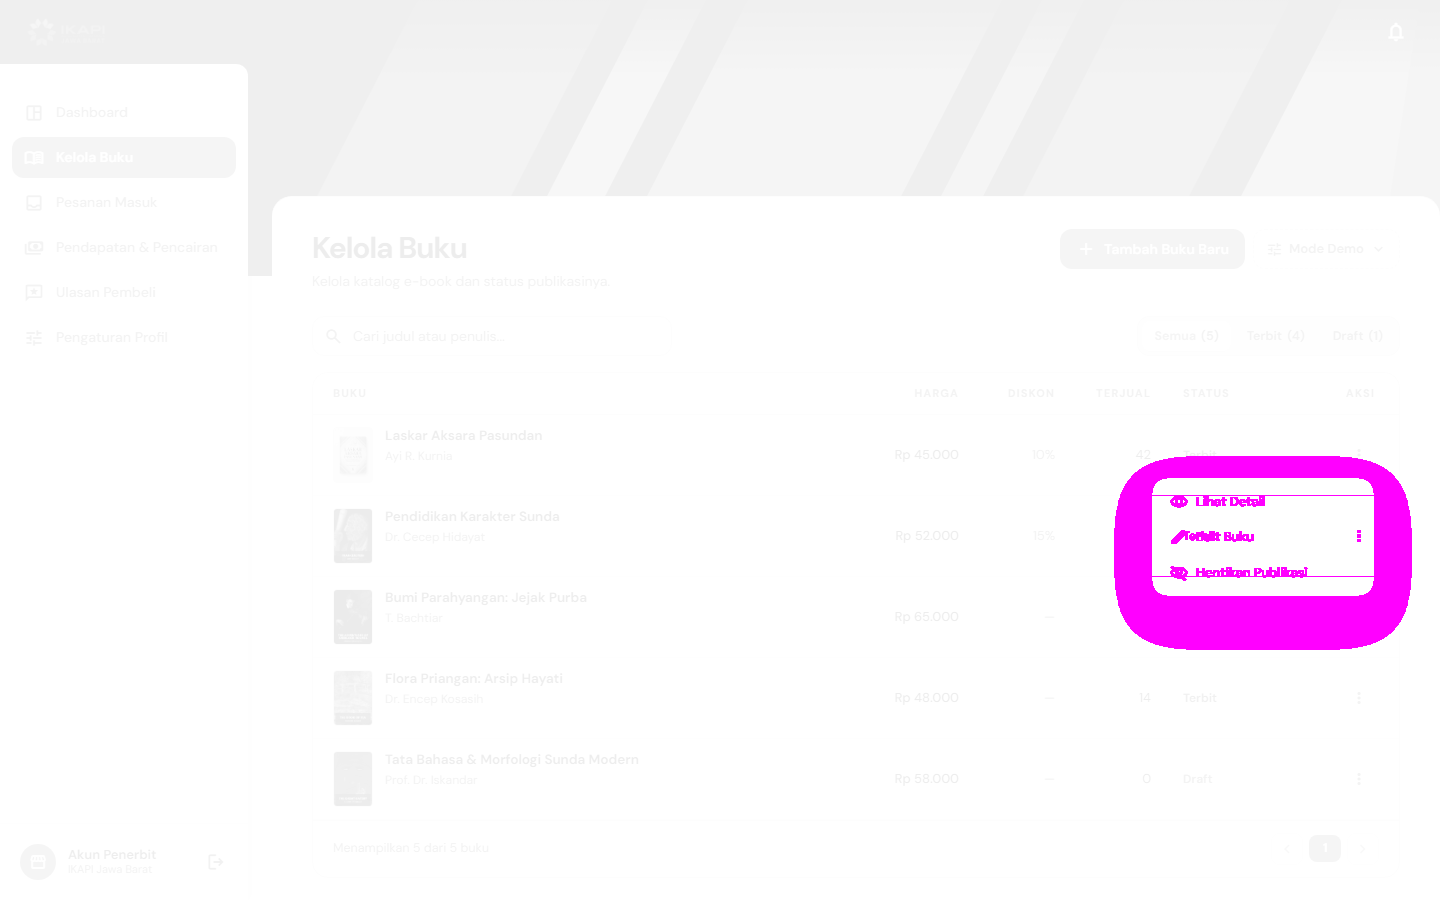 IKAPI
Dashboard
Kelola Buku
Pesanan Masuk
Pendapatan & Pencairan
Ulasan Pembeli
Pengaturan Profil
Akun Penerbit
IKAPI Jawa Barat
Kelola Buku
Kelola katalog e-book dan status publikasinya.
Tambah Buku Baru
Mode Demo
Cari judul atau penulis...
Semua (5)
Terbit (4)
Draft (1)
BUKU HARGA DISKON TERJUAL STATUS AKSI
Laskar Aksara Pasundan
Ayi R. Kurnia
Rp 45.000 10% 42 Terbit
Pendidikan Karakter Sunda
Dr. Cecep Hidayat
Rp 52.000 15%
Lihat Detail
Edit Buku
Hentikan Publikasi
Bumi Parahyangan: Jejak Purba
T. Bachtiar
Rp 65.000 —
Flora Priangan: Arsip Hayati
Dr. Encep Kosasih
Rp 48.000 — 14 Terbit
Tata Bahasa & Morfologi Sunda Modern
Prof. Dr. Iskandar
Rp 58.000 — 0 Draft
Menampilkan 5 dari 5 buku
1